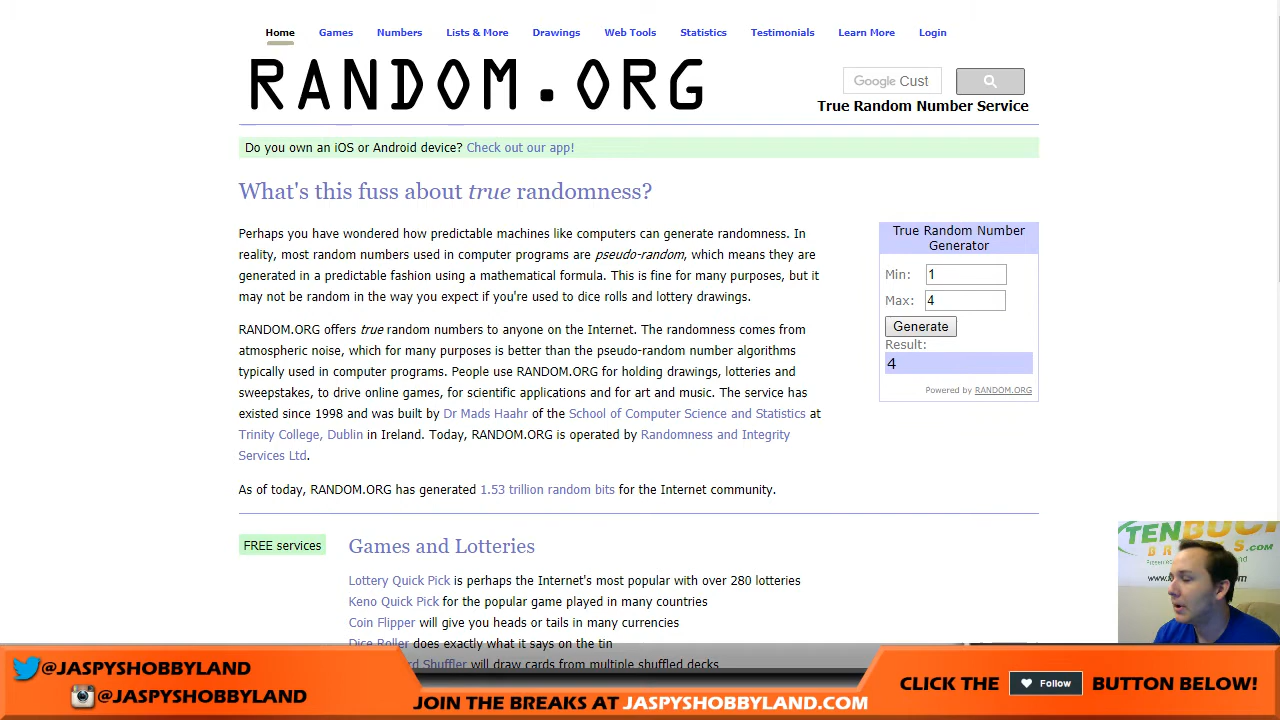 Home Games Numbers Lists & More Drawings Web Tools Statistics Testimonials Learn More Login
RANDOM.ORG
Google Cust
True Random Number Service
Do you own an iOS or Android device? Check out our app!
What's this fuss about true randomness?
Perhaps you have wondered how predictable machines like computers can generate randomness. In
reality, most random numbers used in computer programs are pseudo-random, which means they are
generated in a predictable fashion using a mathematical formula. This is fine for many purposes, but it
may not be random in the way you expect if you're used to dice rolls and lottery drawings.
RANDOM.ORG offers true random numbers to anyone on the Internet. The randomness comes from
atmospheric noise, which for many purposes is better than the pseudo-random number algorithms
typically used in computer programs. People use RANDOM.ORG for holding drawings, lotteries and
sweepstakes, to drive online games, for scientific applications and for art and music. The service has
existed since 1998 and was built by Dr Mads Haahr of the School of Computer Science and Statistics at
Trinity College, Dublin in Ireland. Today, RANDOM.ORG is operated by Randomness and Integrity
Services Ltd.
As of today, RANDOM.ORG has generated 1.53 trillion random bits for the Internet community.
True Random Number
Generator
Min: 1
Max: 4
Generate
Result:
4
Powered by RANDOM.ORG
FREE services
Games and Lotteries
Lottery Quick Pick is perhaps the Internet's most popular with over 280 lotteries
Keno Quick Pick for the popular game played in many countries
Coin Flipper will give you heads or tails in many currencies
Dice Roller does exactly what it says on the tin
Shuffler will draw cards from multiple shuffled decks
TENBUCK
.COM
@JASPYSHOBBYLAND
@JASPYSHOBBYLAND
JOIN THE BREAKS AT JASPYSHOBBYLAND.COM
CLICK THE Follow BUTTON BELOW!